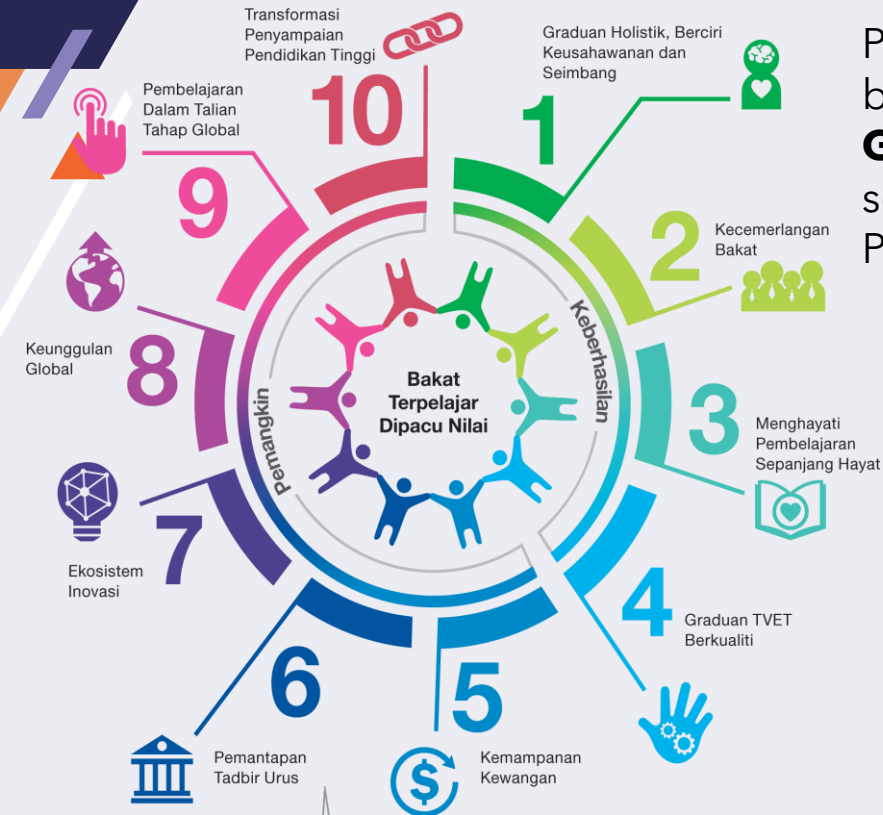 Transformasi
Penyampaian
Pendidikan Tinggi
10
Graduan Holistik, Berciri
Keusahawanan dan
Seimbang
1
Pembelajaran
Dalam Talian
Tahap Global
9
2
Kecemerlangan
Bakat
Keunggulan
Global
8
3
Menghayati
Pembelajaran
Sepanjang Hayat
Keberhasilan
Pemangkin
Bakat
Terpelajar
Dipacu Nilai
7
Ekosistem
Inovasi
4
Graduan TVET
Berkualiti
6
Pemantapan
Tadbir Urus
5
Kemampanan
Kewangan
$
P
b
G
s
P